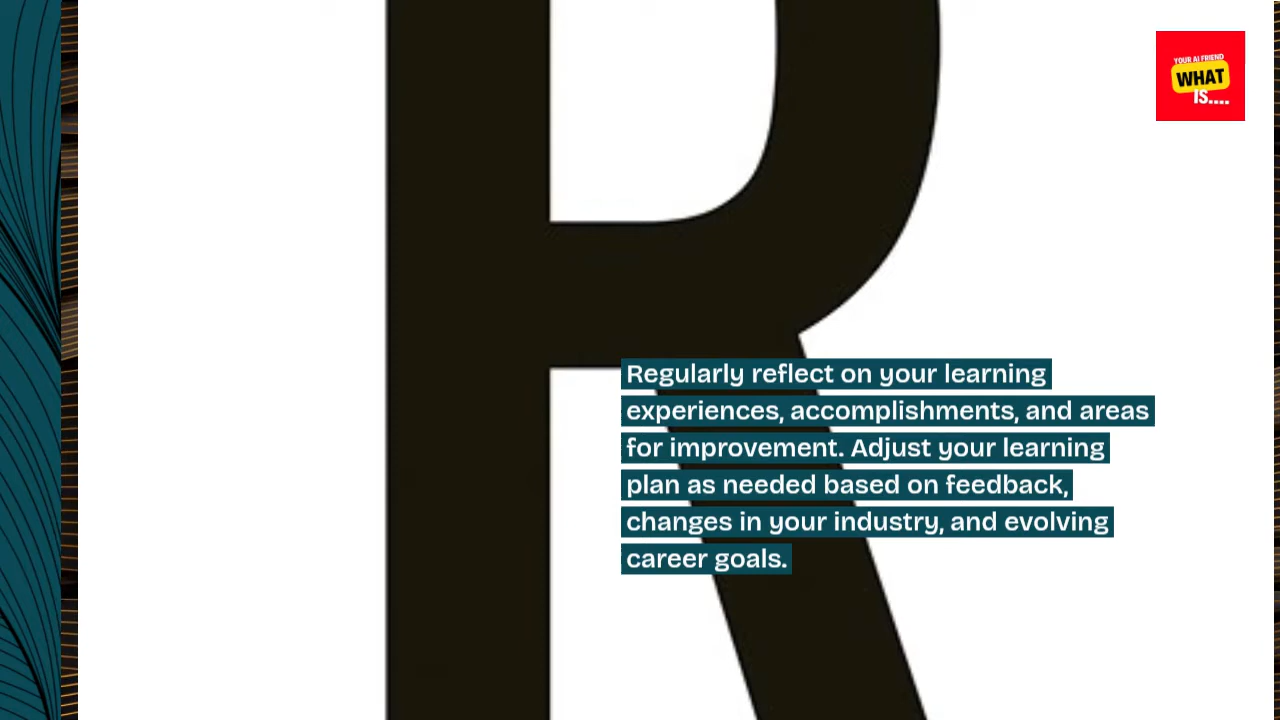 R
YOUR AI FRIEND
WHAT
IS....
Regularly reflect on your learning
experiences, accomplishments, and areas
for improvement. Adjust your learning
plan as needed based on feedback,
changes in your industry, and evolving
career goals.